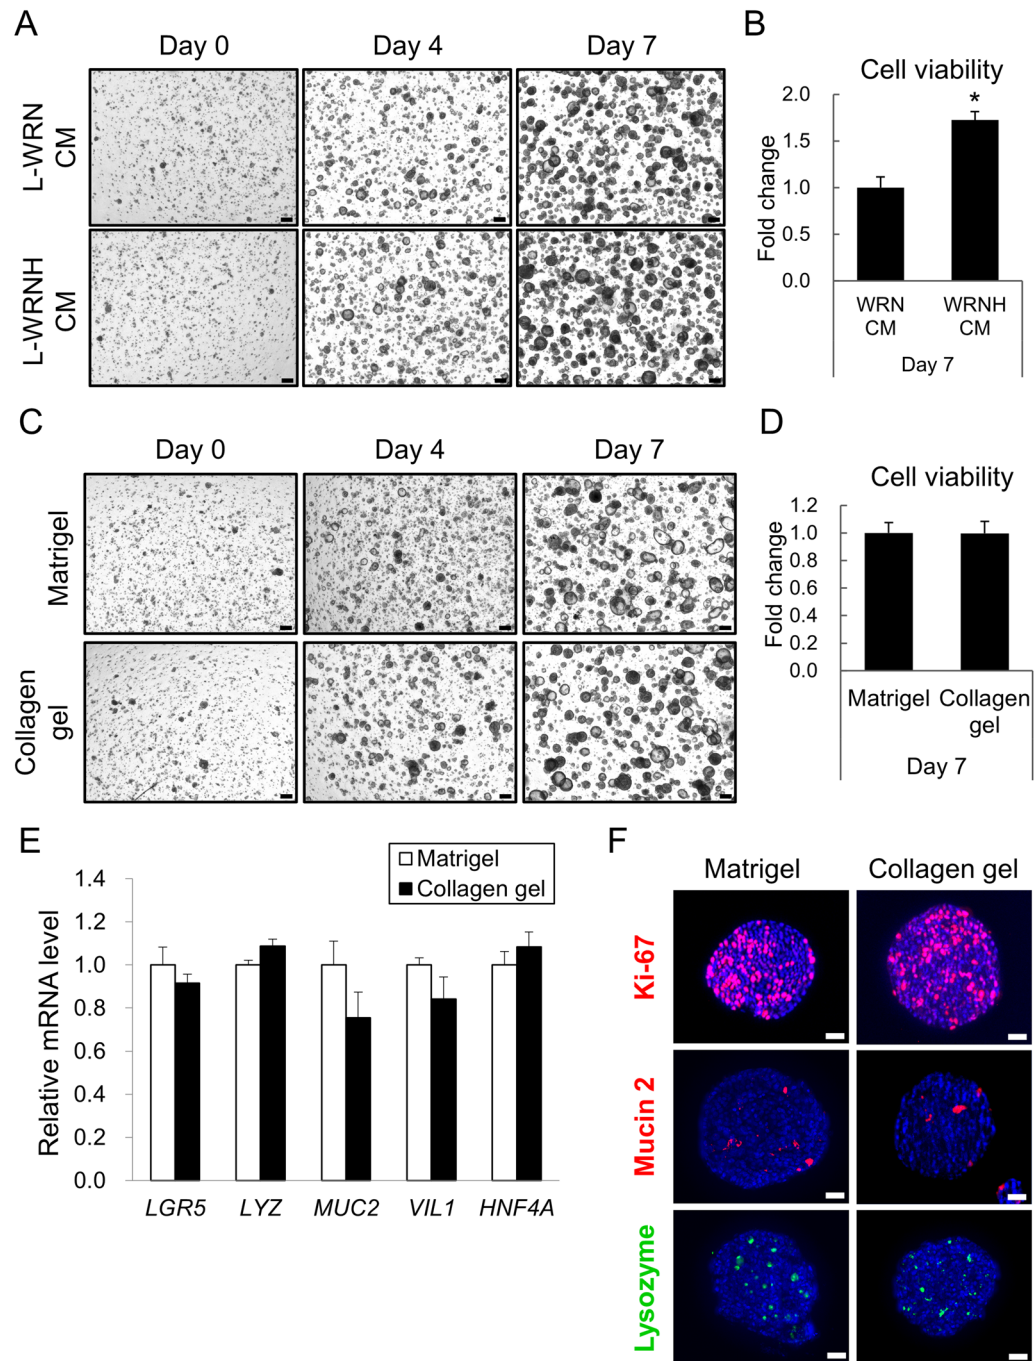 A
Day 0
Day 4
Day 7
L-WRN
CM
L-WRNH
CM
B
Cell viability
*
Fold change
2.0
1.5
1.0
0.5
0.0
WRN
CM
WRNH
CM
Day 7
C
Day 0
Day 4
Day 7
Matrigel
Collagen
gel
D
Cell viability
Fold change
1.2
1.0
0.8
0.6
0.4
0.2
0.0
Matrigel
Collagen
gel
Day 7
E
Matrigel
Collagen gel
Relative mRNA level
1.4
1.2
1.0
0.8
0.6
0.4
0.2
0.0
LGR5
LYZ
MUC2
VIL1
HNF4A
F
Matrigel
Collagen gel
Ki-67
Mucin 2
Lysozyme